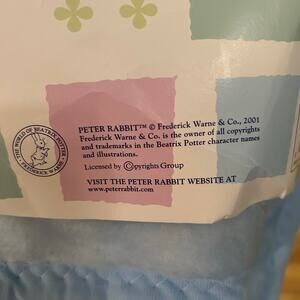 THE WORLD OF BEATRIX POTTER
FREDERICK WARNE
PETER RABBIT™ © Frederick Warne & Co., 2001
Frederick Warne & Co. is the owner of all copyrights
and trademarks in the Beatrix Potter character names
and illustrations.
Licensed by Copyrights Group
VISIT THE PETER RABBIT WEBSITE AT
www.peterrabbit.com